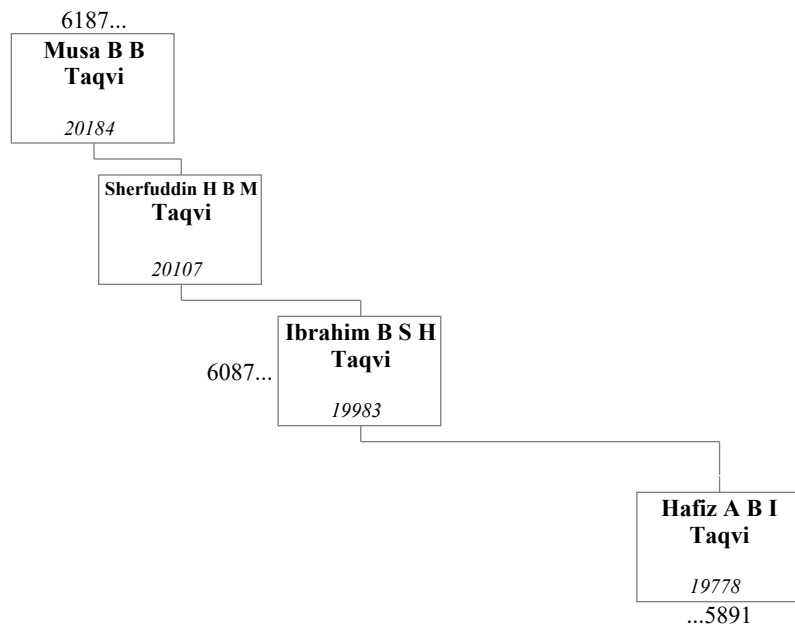 6187...
Musa B B
Taqvi
20184
Sherfuddin H B M
Taqvi
20107
Ibrahim B S H
Taqvi
6087...
19983
Hafiz A B I
Taqvi
19778
...5891